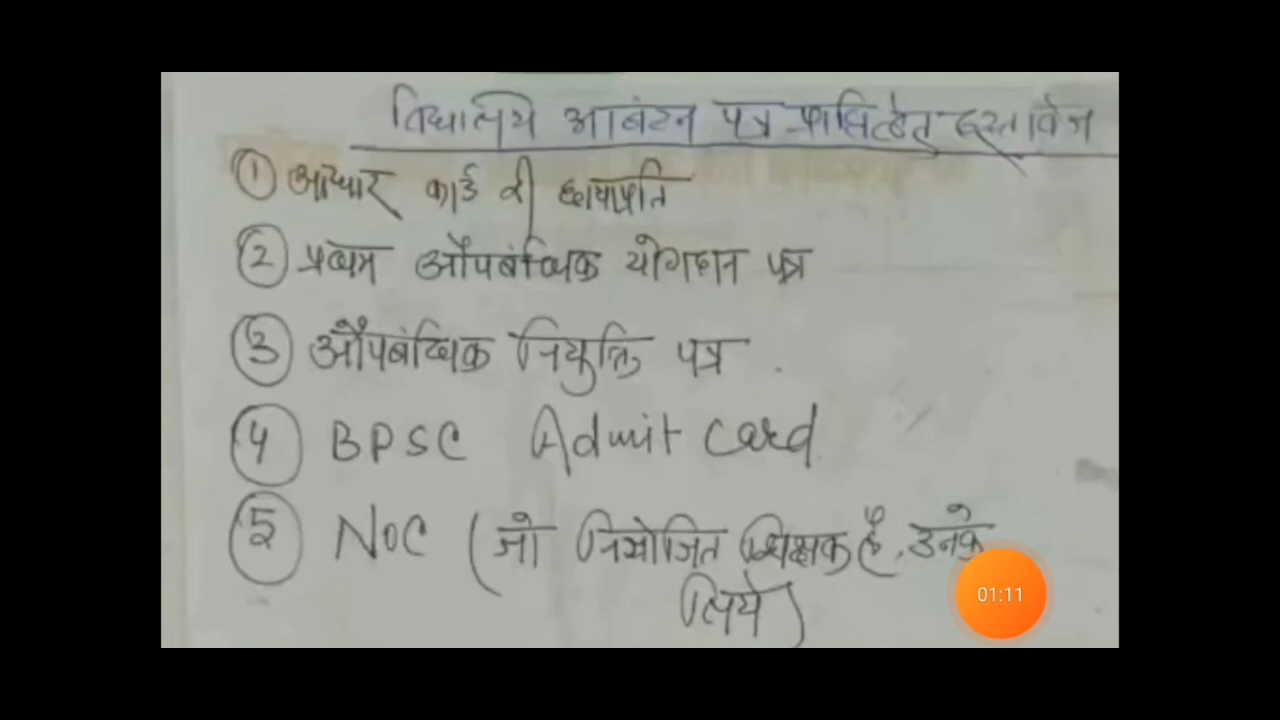 विद्यालय आवंटन पत्र प्राप्ति हेतु दस्तावेज
① आधार कार्ड की छायाप्रति
② प्रथम औपबंधिक योगदान पत्र
③ औपबंधिक नियुक्ति पत्र .
④ BPSC Admit card
⑤ NOC (जो नियोजित शिक्षक है, उनके
लिये)
01:11